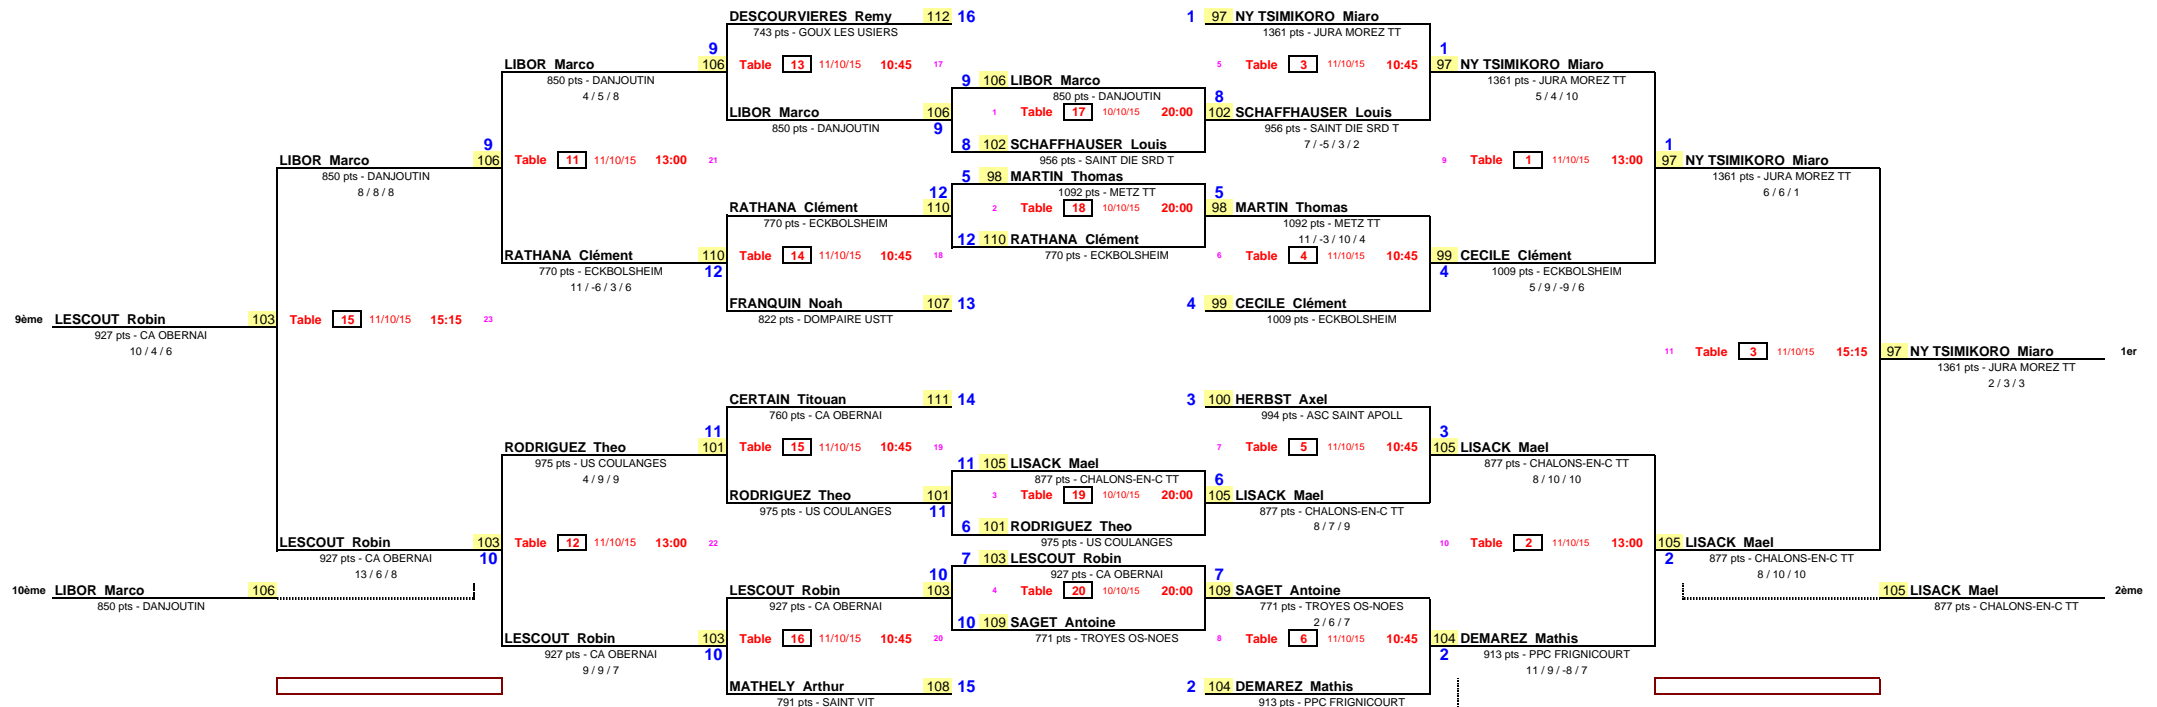 DESCOURVIERES Remy 112 16 1 97 NY TSIMIKORO Miaro
743 pts - GOUX LES USIERS 1361 pts - JURA MOREZ TT
9 1
LIBOR Marco 106 Table 13 11/10/15 10:45 17 5 Table 3 11/10/15 10:45 97 NY TSIMIKORO Miaro
850 pts - DANJOUTIN 9 106 LIBOR Marco 1361 pts - JURA MOREZ TT
4 / 5 / 8 850 pts - DANJOUTIN 8 5 / 4 / 10
LIBOR Marco 106 1 Table 17 10/10/15 20:00 102 SCHAFFHAUSER Louis
850 pts - DANJOUTIN 9 956 pts - SAINT DIE SRD T
9 8 102 SCHAFFHAUSER Louis 7 / -5 / 3 / 2 1
LIBOR Marco 106 Table 11 11/10/15 13:00 21 956 pts - SAINT DIE SRD T 9 Table 1 11/10/15 13:00 97 NY TSIMIKORO Miaro
850 pts - DANJOUTIN 5 98 MARTIN Thomas 1361 pts - JURA MOREZ TT
8 / 8 / 8 12 1092 pts - METZ TT 5 6 / 6 / 1
RATHANA Clément 110 2 Table 18 10/10/15 20:00 98 MARTIN Thomas
770 pts - ECKBOLSHEIM 1092 pts - METZ TT
12 110 RATHANA Clément 11 / -3 / 10 / 4
RATHANA Clément 110 Table 14 11/10/15 10:45 18 770 pts - ECKBOLSHEIM 6 Table 4 11/10/15 10:45 99 CECILE Clément
770 pts - ECKBOLSHEIM 12 4 1009 pts - ECKBOLSHEIM
11 / -6 / 3 / 6 5 / 9 / -9 / 6
FRANQUIN Noah 107 13 4 99 CECILE Clément
9ème LESCOUT Robin 103 Table 15 11/10/15 15:15 23 822 pts - DOMPAIRE USTT 1009 pts - ECKBOLSHEIM
927 pts - CA OBERNAI
10 / 4 / 6 11 Table 3 11/10/15 15:15 97 NY TSIMIKORO Miaro 1er
1361 pts - JURA MOREZ TT
2 / 3 / 3
CERTAIN Titouan 111 14 3 100 HERBST Axel
760 pts - CA OBERNAI 994 pts - ASC SAINT APOLL
11 3
RODRIGUEZ Theo 101 Table 15 11/10/15 10:45 19 7 Table 5 11/10/15 10:45 105 LISACK Mael
975 pts - US COULANGES 11 105 LISACK Mael 877 pts - CHALONS-EN-C TT
4 / 9 / 9 877 pts - CHALONS-EN-C TT 6 8 / 10 / 10
RODRIGUEZ Theo 101 3 Table 19 10/10/15 20:00 105 LISACK Mael
975 pts - US COULANGES 11 877 pts - CHALONS-EN-C TT
6 101 RODRIGUEZ Theo 8 / 7 / 9
LESCOUT Robin 103 Table 12 11/10/15 13:00 22 975 pts - US COULANGES 10 Table 2 11/10/15 13:00 105 LISACK Mael
927 pts - CA OBERNAI 10 7 103 LESCOUT Robin 2 877 pts - CHALONS-EN-C TT
13 / 6 / 8 10 927 pts - CA OBERNAI 7 8 / 10 / 10
10ème LIBOR Marco 106 LESCOUT Robin 103 4 Table 20 10/10/15 20:00 109 SAGET Antoine 105 LISACK Mael 2ème
850 pts - DANJOUTIN 927 pts - CA OBERNAI 771 pts - TROYES OS-NOES 877 pts - CHALONS-EN-C TT
10 109 SAGET Antoine 2 / 6 / 7
LESCOUT Robin 103 Table 16 11/10/15 10:45 20 771 pts - TROYES OS-NOES 8 Table 6 11/10/15 10:45 104 DEMAREZ Mathis
927 pts - CA OBERNAI 10 2 913 pts - PPC FRIGNICOURT
9 / 9 / 7 11 / 9 / -8 / 7
MATHELY Arthur 108 15 2 104 DEMAREZ Mathis
791 pts - SAINT VIT 913 pts - PPC FRIGNICOURT